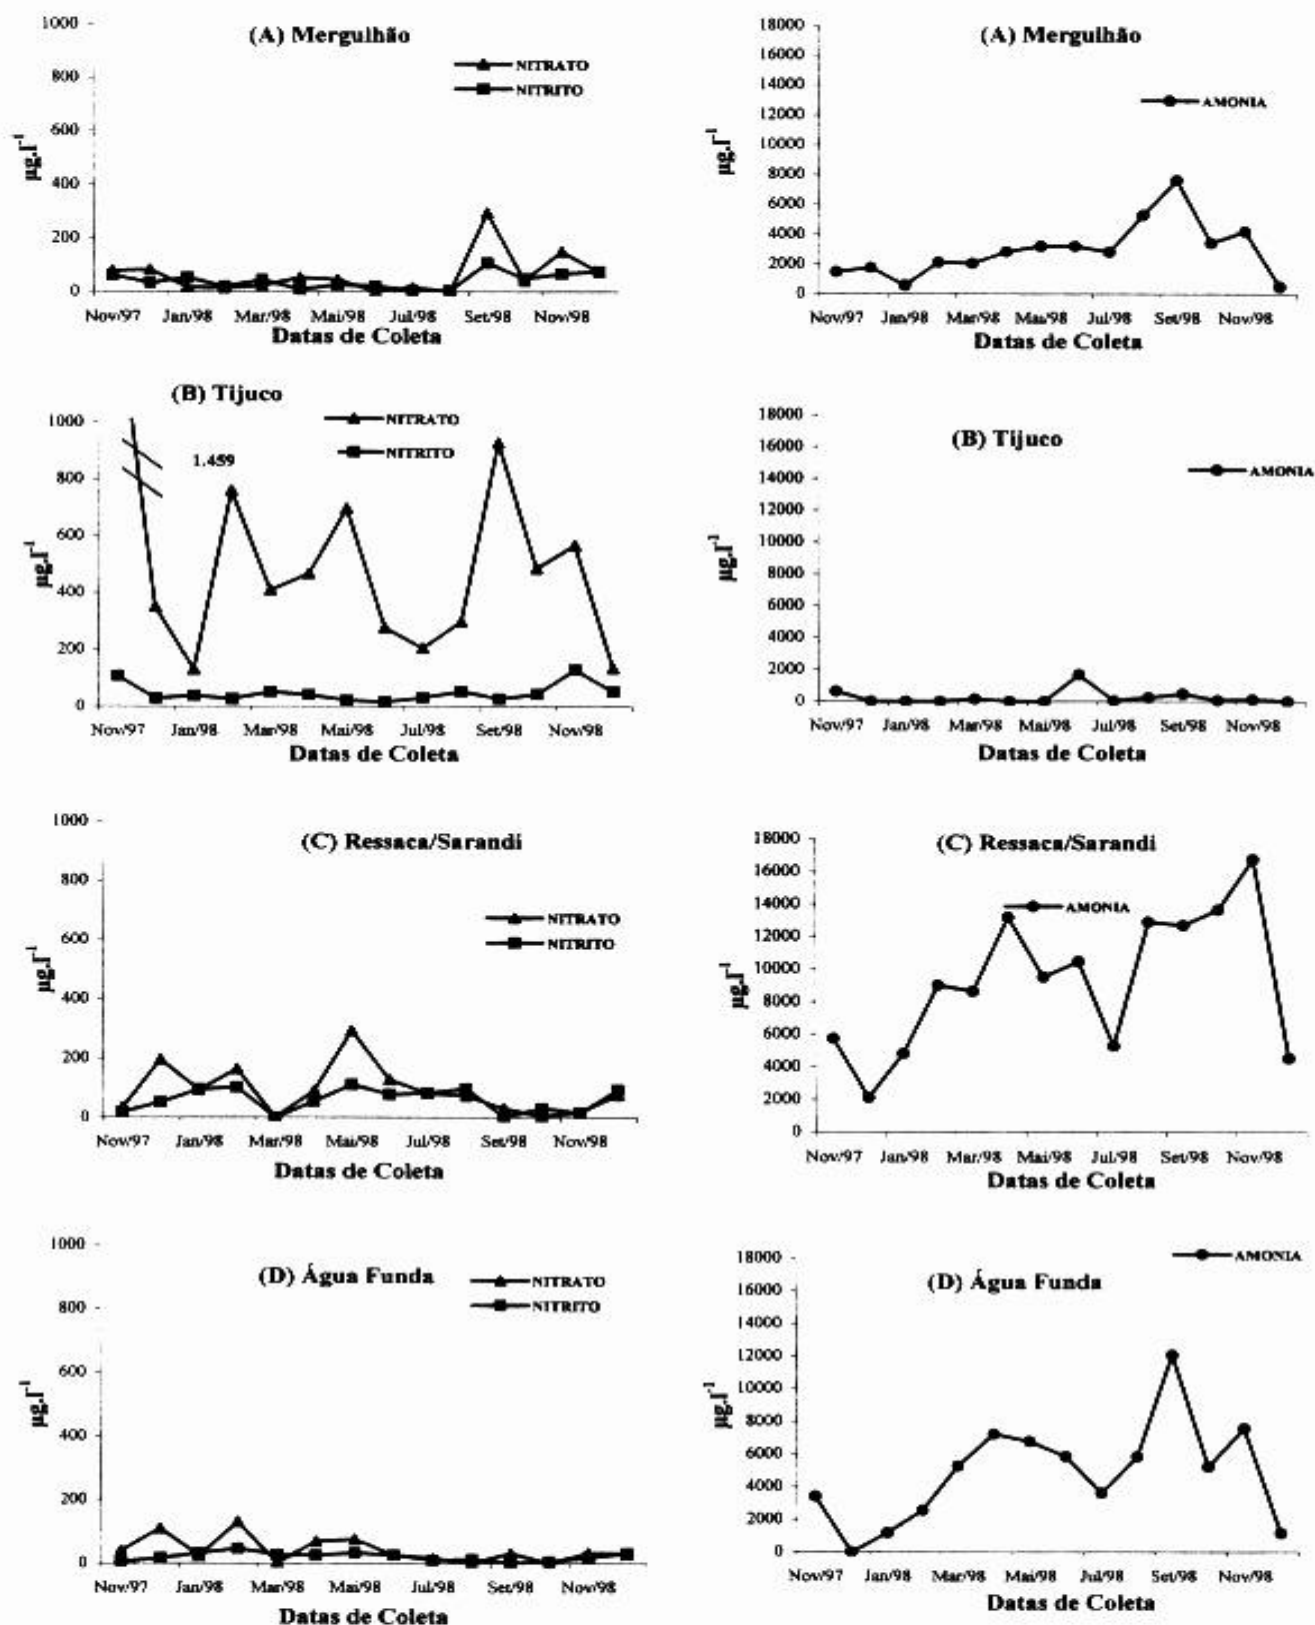 (A) Mergulhão
NITRATO
NITRITO
1000
800
600
400
200
0
µg.l⁻¹
Nov/97 Jan/98 Mar/98 Mai/98 Jul/98 Set/98 Nov/98
Datas de Coleta
(A) Mergulhão
AMONIA
18000
16000
14000
12000
10000
8000
6000
4000
2000
0
µg.l⁻¹
Nov/97 Jan/98 Mar/98 Mai/98 Jul/98 Set/98 Nov/98
Datas de Coleta
(B) Tijuco
NITRATO
NITRITO
1.459
1000
800
600
400
200
0
µg.l⁻¹
Nov/97 Jan/98 Mar/98 Mai/98 Jul/98 Set/98 Nov/98
Datas de Coleta
(B) Tijuco
AMONIA
18000
16000
14000
12000
10000
8000
6000
4000
2000
0
µg.l⁻¹
Nov/97 Jan/98 Mar/98 Mai/98 Jul/98 Set/98 Nov/98
Datas de Coleta
(C) Ressaca/Sarandi
NITRATO
NITRITO
1000
800
600
400
200
0
µg.l⁻¹
Nov/97 Jan/98 Mar/98 Mai/98 Jul/98 Set/98 Nov/98
Datas de Coleta
(C) Ressaca/Sarandi
AMONIA
18000
16000
14000
12000
10000
8000
6000
4000
2000
0
µg.l⁻¹
Nov/97 Jan/98 Mar/98 Mai/98 Jul/98 Set/98 Nov/98
Datas de Coleta
(D) Água Funda
NITRATO
NITRITO
1000
800
600
400
200
0
µg.l⁻¹
Nov/97 Jan/98 Mar/98 Mai/98 Jul/98 Set/98 Nov/98
Datas de Coleta
(D) Água Funda
AMONIA
18000
16000
14000
12000
10000
8000
6000
4000
2000
0
µg.l⁻¹
Nov/97 Jan/98 Mar/98 Mai/98 Jul/98 Set/98 Nov/98
Datas de Coleta